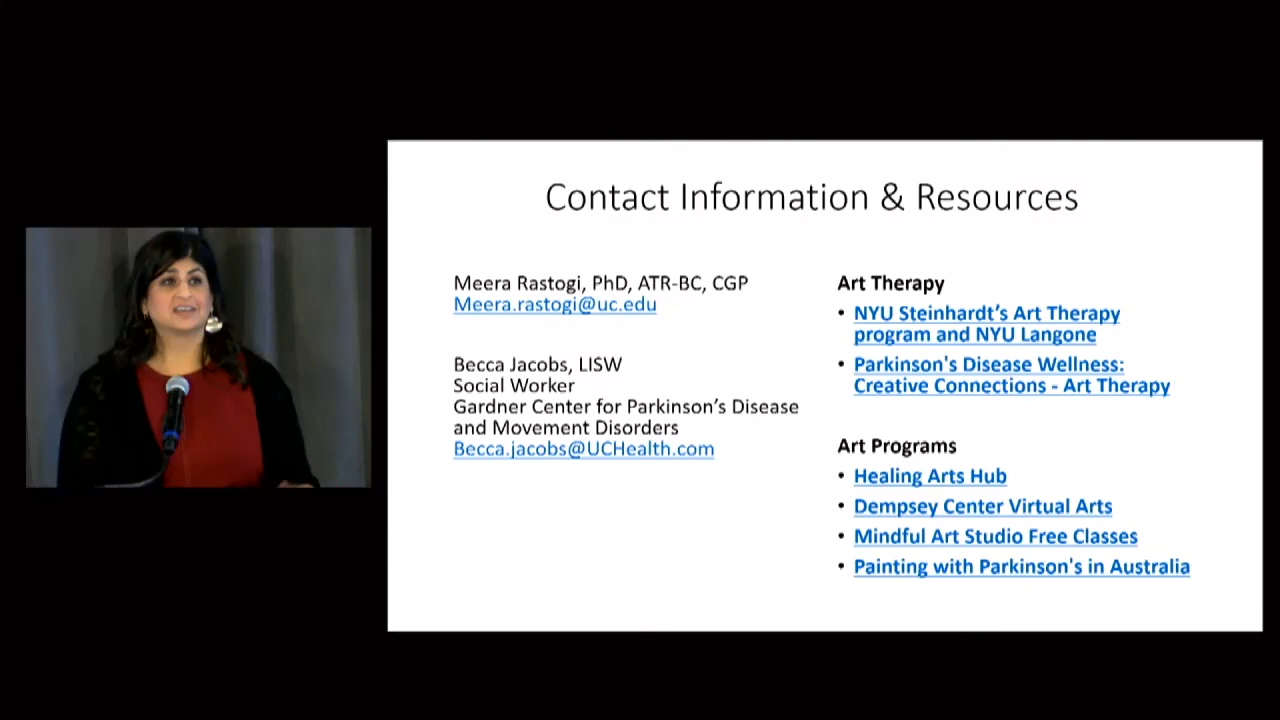 Contact Information & Resources
Meera Rastogi, PhD, ATR-BC, CGP
Meera.rastogi@uc.edu
Becca Jacobs, LISW
Social Worker
Gardner Center for Parkinson’s Disease
and Movement Disorders
Becca.jacobs@UCHealth.com
Art Therapy
• NYU Steinhardt’s Art Therapy
program and NYU Langone
• Parkinson's Disease Wellness:
Creative Connections - Art Therapy
Art Programs
• Healing Arts Hub
• Dempsey Center Virtual Arts
• Mindful Art Studio Free Classes
• Painting with Parkinson's in Australia